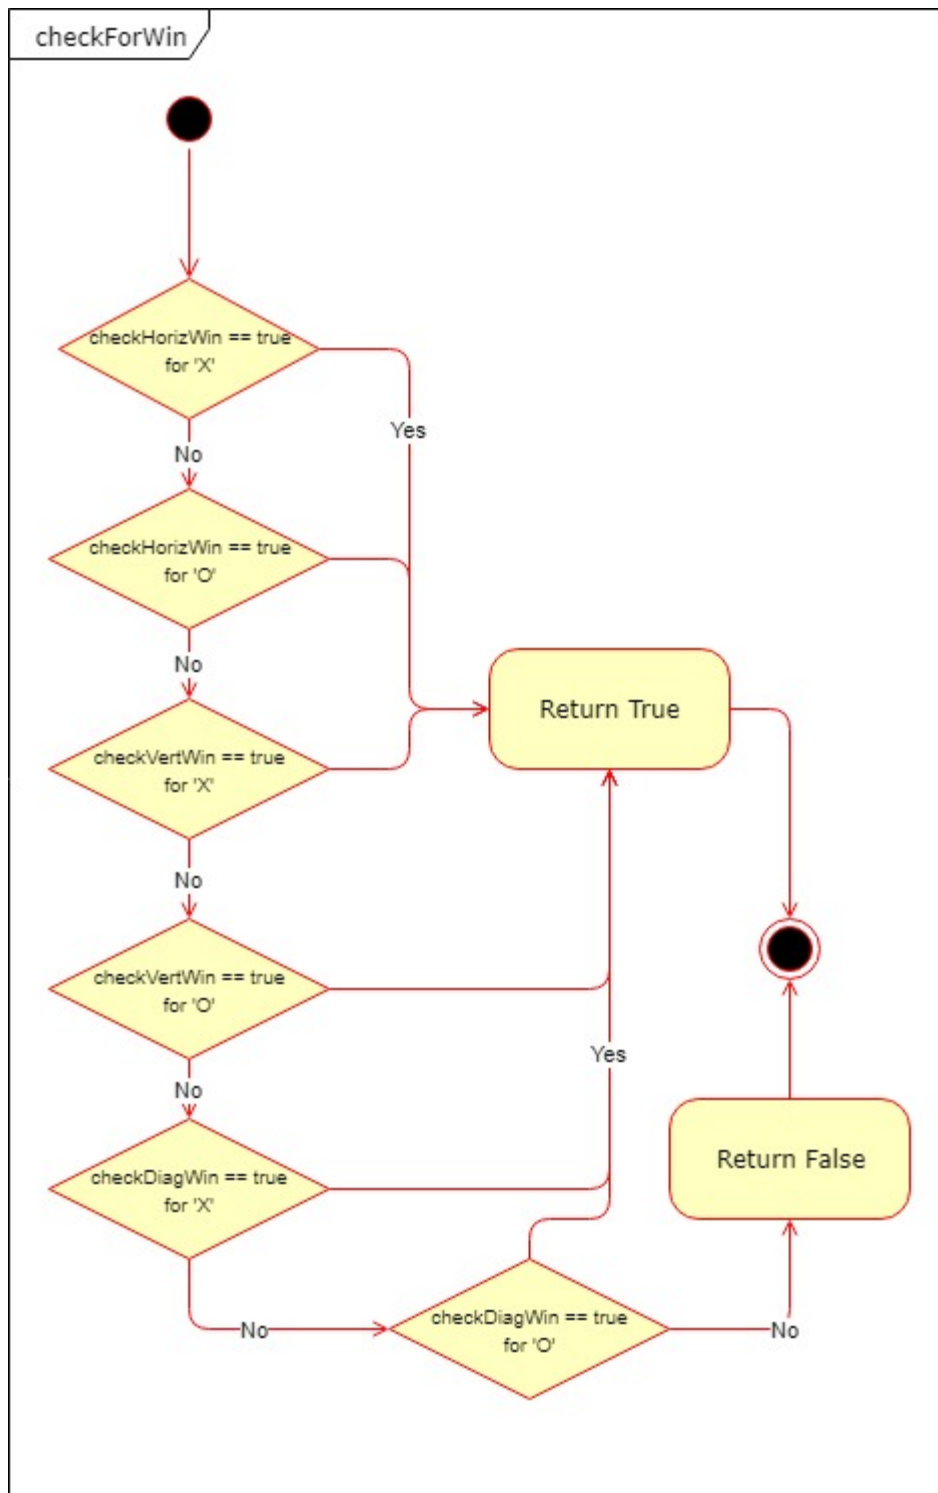 checkForWin
checkHorizWin == true
for 'X'
Yes
No
checkHorizWin == true
for 'O'
No
Return True
checkVertWin == true
for 'X'
No
checkVertWin == true
for 'O'
Yes
No
Return False
checkDiagWin == true
for 'X'
checkDiagWin == true
for 'O'
No
No